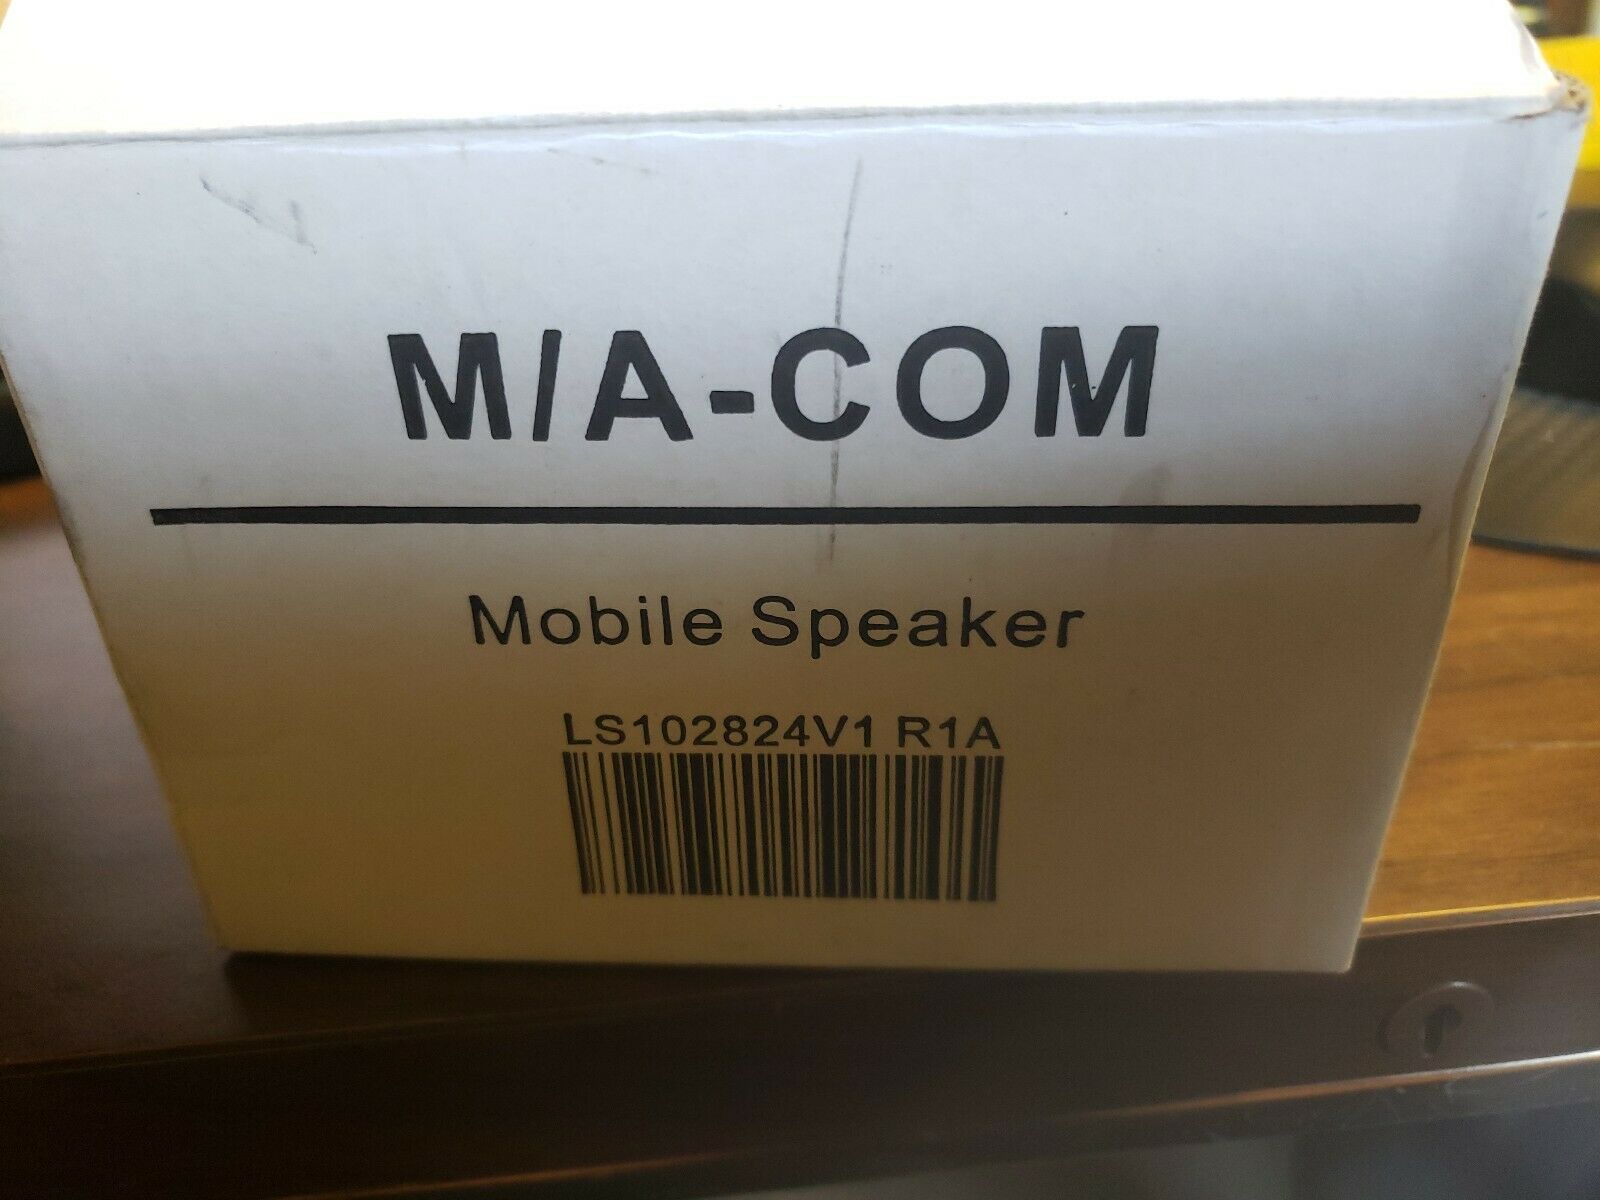 M/A-COM
Mobile Speaker
LS102824V1 R1A